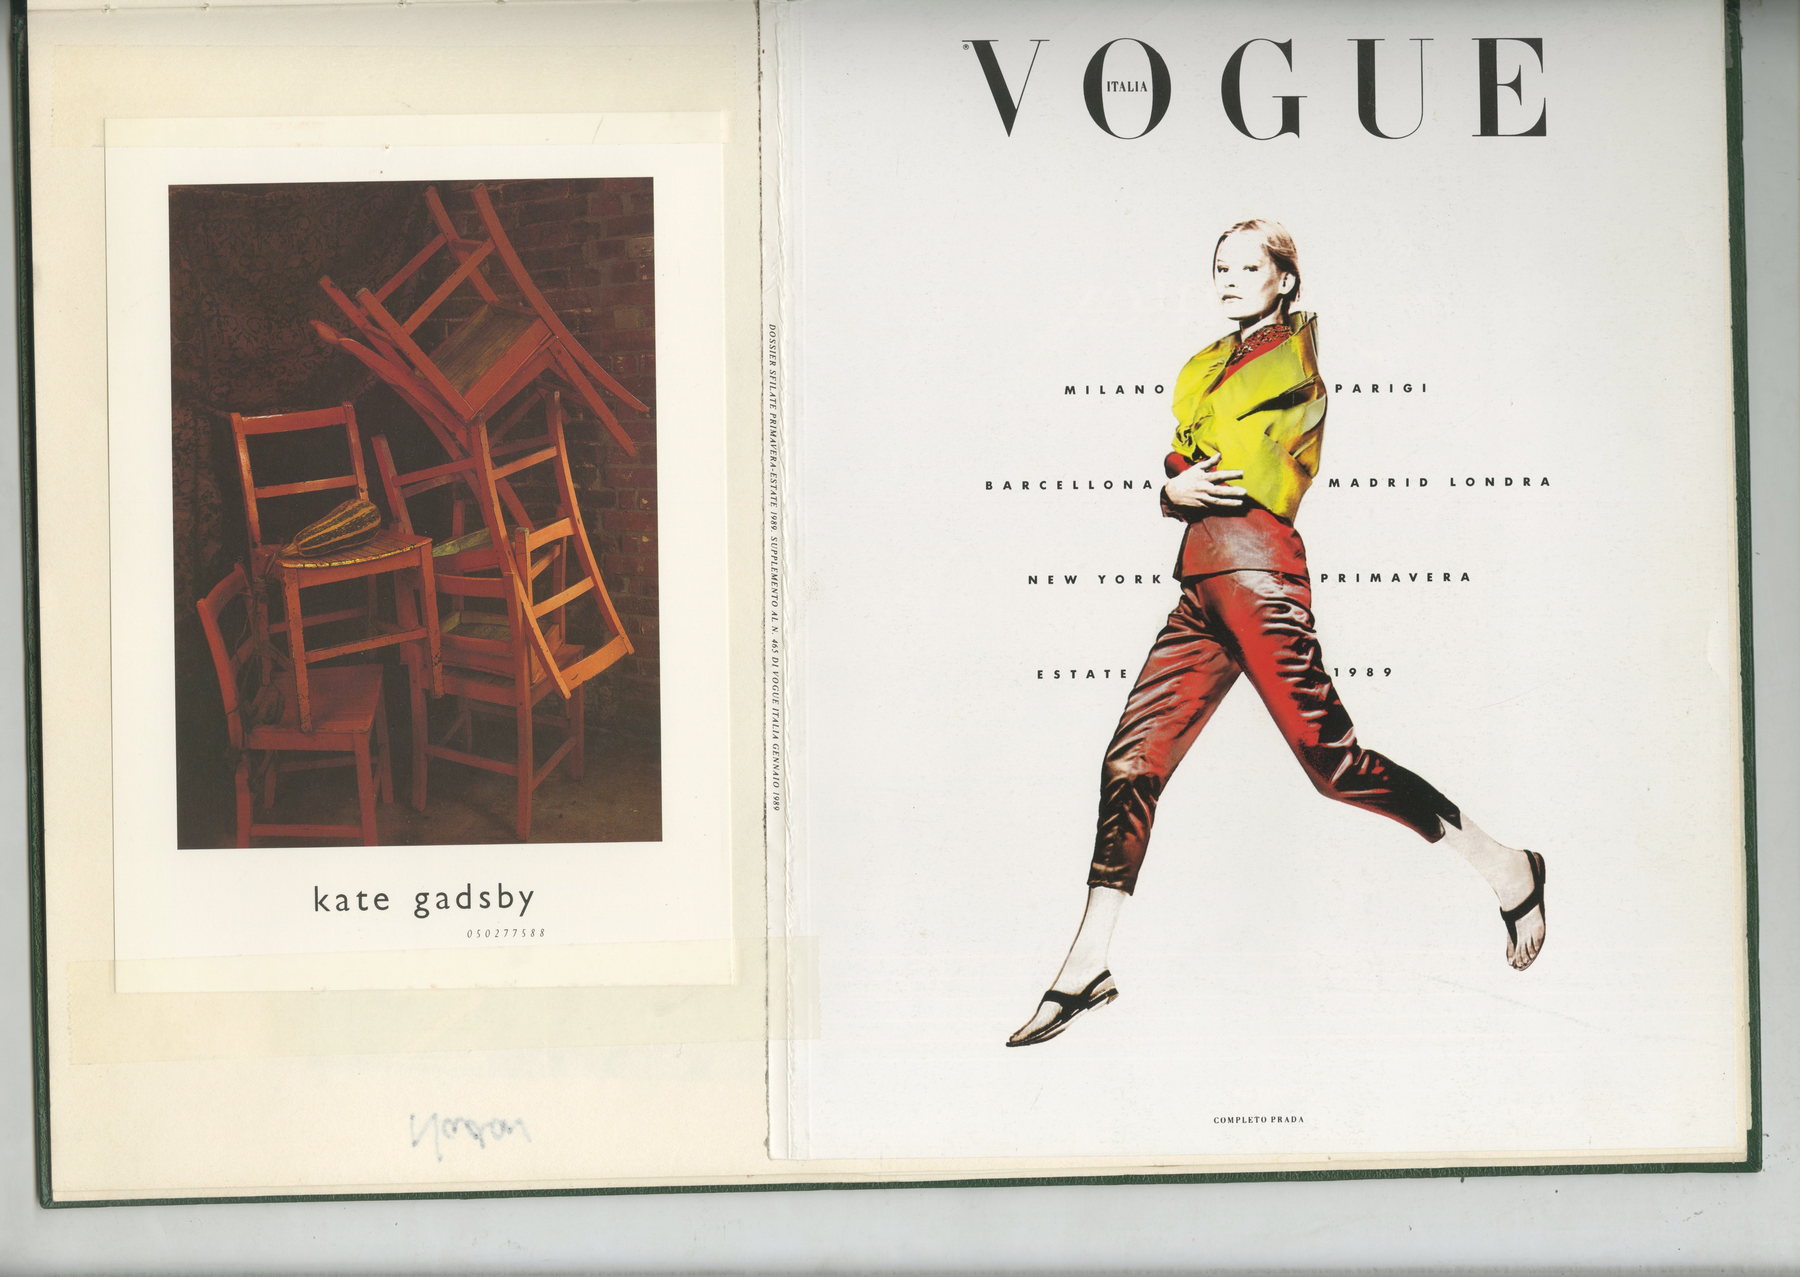 kate gadsby
050277588
DOSSIER SFILATE PRIMAVERA-ESTATE 1989. SUPPLEMENTO AL N. 465 DI VOGUE ITALIA GENNAIO 1989
® VOGUE
ITALIA
MILANO PARIGI
BARCELLONA MADRID LONDRA
NEW YORK PRIMAVERA
ESTATE 1989
COMPLETO PRADA